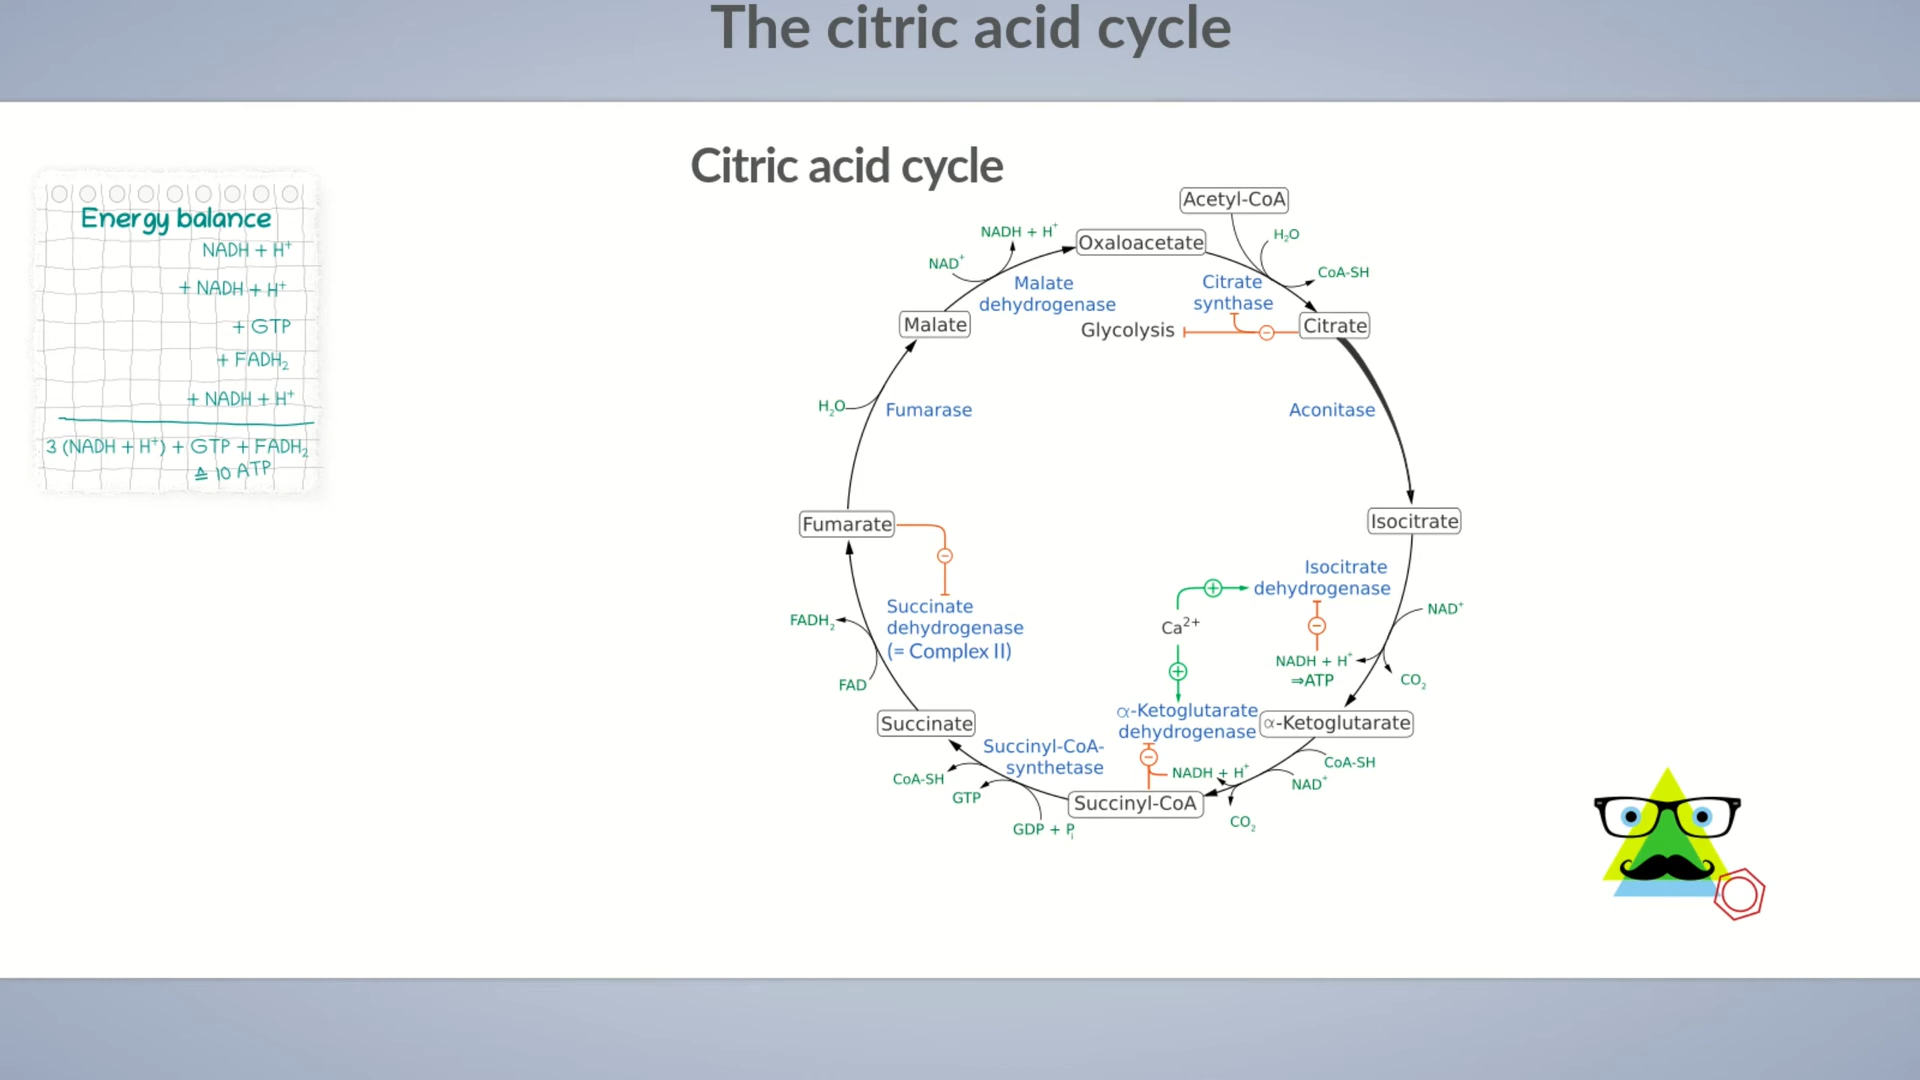 The citric acid cycle
Citric acid cycle
Energy balance
NADH + H⁺
+ NADH + H⁺
+ GTP
+ FADH₂
+ NADH + H⁺
3 (NADH + H⁺) + GTP + FADH₂
≙ 10 ATP
Acetyl-CoA
H₂O
CoA-SH
Oxaloacetate
Citrate
synthase
Citrate
Glycolysis
Aconitase
Isocitrate
Isocitrate
dehydrogenase
NAD⁺
NADH + H⁺
⇒ATP
CO₂
Ca²⁺
α-Ketoglutarate
α-Ketoglutarate
dehydrogenase
CoA-SH
NAD⁺
NADH + H⁺
CO₂
Succinyl-CoA
Succinyl-CoA-
synthetase
GDP + Pᵢ
GTP
CoA-SH
Succinate
Succinate
dehydrogenase
(= Complex II)
FAD
FADH₂
Fumarate
Fumarase
H₂O
Malate
Malate
dehydrogenase
NAD⁺
NADH + H⁺